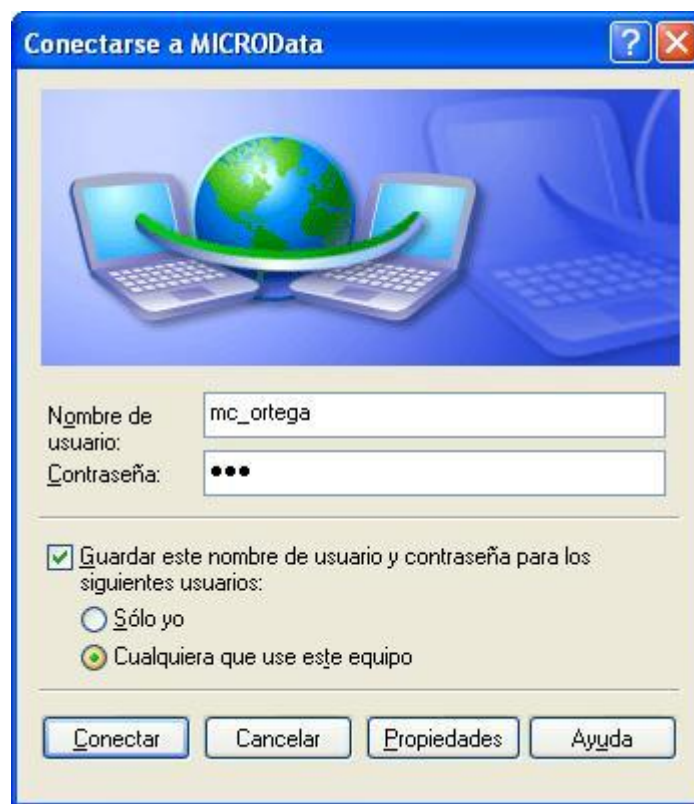 Conectarse a MICROData
?
Nombre de
usuario:
mc_ortega
Contraseña:
●●●
Guardar este nombre de usuario y contraseña para los
siguientes usuarios:
Sólo yo
Cualquiera que use este equipo
Conectar Cancelar Propiedades Ayuda